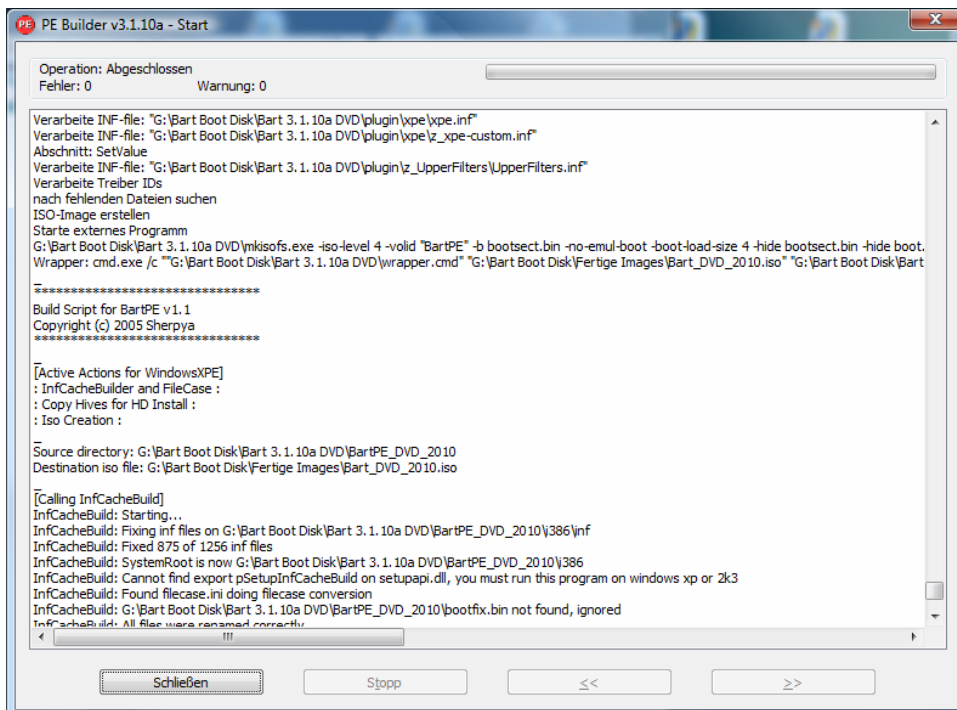 PE Builder v3.1.10a - Start
Operation: Abgeschlossen
Fehler: 0 Warnung: 0
Verarbeite INF-file: "G:\Bart Boot Disk\Bart 3.1.10a DVD\plugin\xpe\xpe.inf"
Verarbeite INF-file: "G:\Bart Boot Disk\Bart 3.1.10a DVD\plugin\xpe\z_xpe-custom.inf"
Abschnitt: SetValue
Verarbeite INF-file: "G:\Bart Boot Disk\Bart 3.1.10a DVD\plugin\z_UpperFilters\UpperFilters.inf"
Verarbeite Treiber IDs
nach fehlenden Dateien suchen
ISO-Image erstellen
Starte externes Programm
G:\Bart Boot Disk\Bart 3.1.10a DVD\mkisofs.exe -iso-level 4 -volid "BartPE" -b bootsect.bin -no-emul-boot -boot-load-size 4 -hide bootsect.bin -hide boot.
Wrapper: cmd.exe /c ""G:\Bart Boot Disk\Bart 3.1.10a DVD\wrapper.cmd" "G:\Bart Boot Disk\Fertige Images\Bart_DVD_2010.iso" "G:\Bart Boot Disk\Bart
_
*******************************
Build Script for BartPE v1.1
Copyright (c) 2005 Sherpya
*******************************
_
[Active Actions for WindowsXPE]
: InfCacheBuilder and FileCase :
: Copy Hives for HD Install :
: Iso Creation :
_
Source directory: G:\Bart Boot Disk\Bart 3.1.10a DVD\BartPE_DVD_2010
Destination iso file: G:\Bart Boot Disk\Fertige Images\Bart_DVD_2010.iso
_
[Calling InfCacheBuild]
InfCacheBuild: Starting...
InfCacheBuild: Fixing inf files on G:\Bart Boot Disk\Bart 3.1.10a DVD\BartPE_DVD_2010\i386\inf
InfCacheBuild: Fixed 875 of 1256 inf files
InfCacheBuild: SystemRoot is now G:\Bart Boot Disk\Bart 3.1.10a DVD\BartPE_DVD_2010\i386
InfCacheBuild: Cannot find export pSetupInfCacheBuild on setupapi.dll, you must run this program on windows xp or 2k3
InfCacheBuild: Found filecase.ini doing filecase conversion
InfCacheBuild: G:\Bart Boot Disk\Bart 3.1.10a DVD\BartPE_DVD_2010\bootfix.bin not found, ignored
InfCacheBuild: All files were renamed correctly
Schließen Stopp << >>